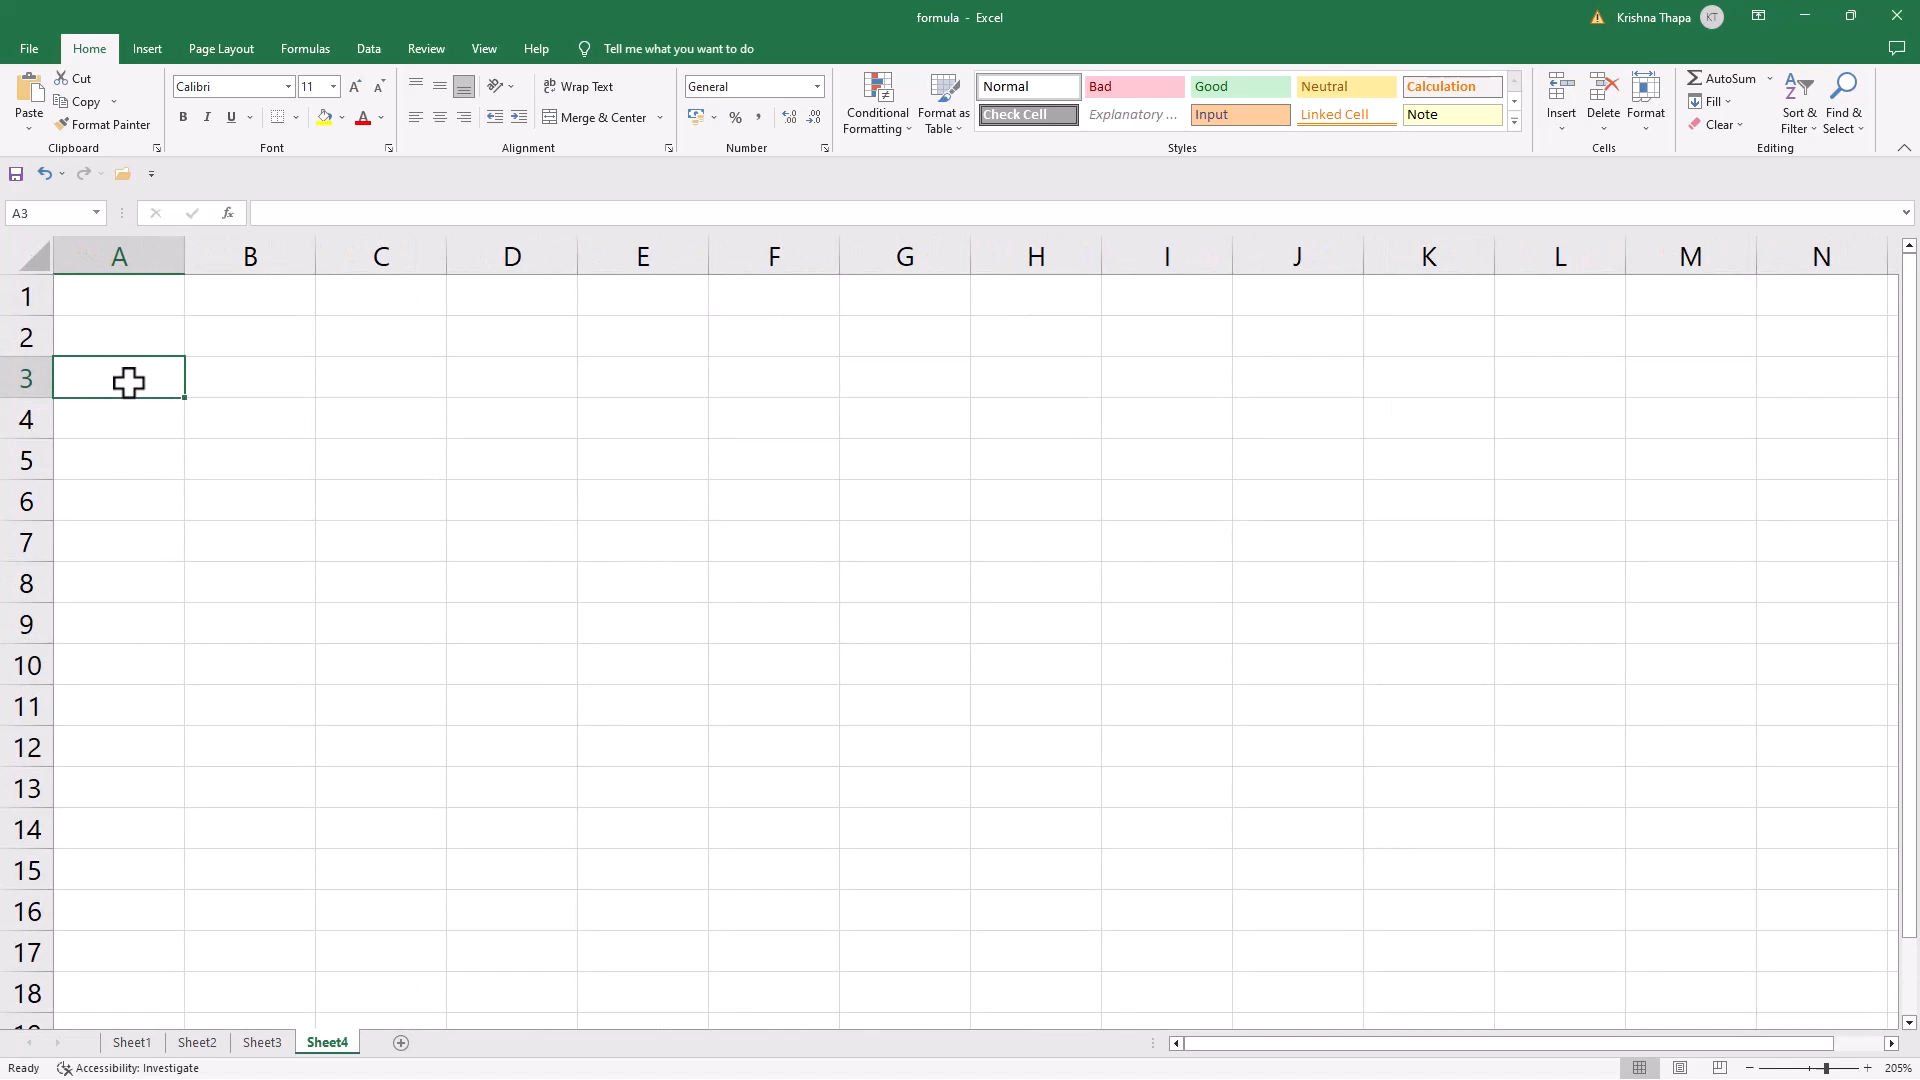 formula - Excel
Krishna Thapa KT
File Home Insert Page Layout Formulas Data Review View Help Tell me what you want to do
Paste
Cut
Copy
Format Painter
Clipboard
Calibri 11 A A
B I U A
Font
ab Wrap Text
Merge & Center
Alignment
General
% , .00
Number
Conditional Formatting
Format as Table
Normal Bad Good Neutral Calculation
Check Cell Explanatory ... Input Linked Cell Note
Styles
Insert Delete Format
Cells
AutoSum
Fill
Clear
Sort & Filter
Find & Select
Editing
A3 fx
A B C D E F G H I J K L M N
1
2
3
4
5
6
7
8
9
10
11
12
13
14
15
16
17
18
Sheet1 Sheet2 Sheet3 Sheet4
Ready Accessibility: Investigate 205%